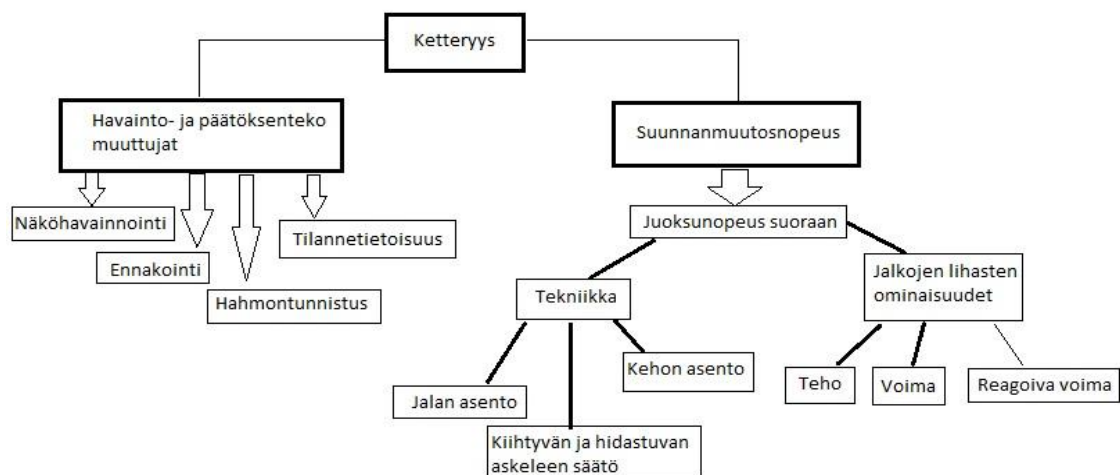 Ketteryys
Havainto- ja päätöksenteko
muuttujat
Suunnanmuutosnopeus
Näköhavainnointi
Ennakointi
Hahmontunnistus
Tilannetietoisuus
Juoksunopeus suoraan
Tekniikka
Jalkojen lihasten
ominaisuudet
Jalan asento
Kiihtyvän ja hidastuvan
askeleen säätö
Kehon asento
Teho
Voima
Reagoiva voima